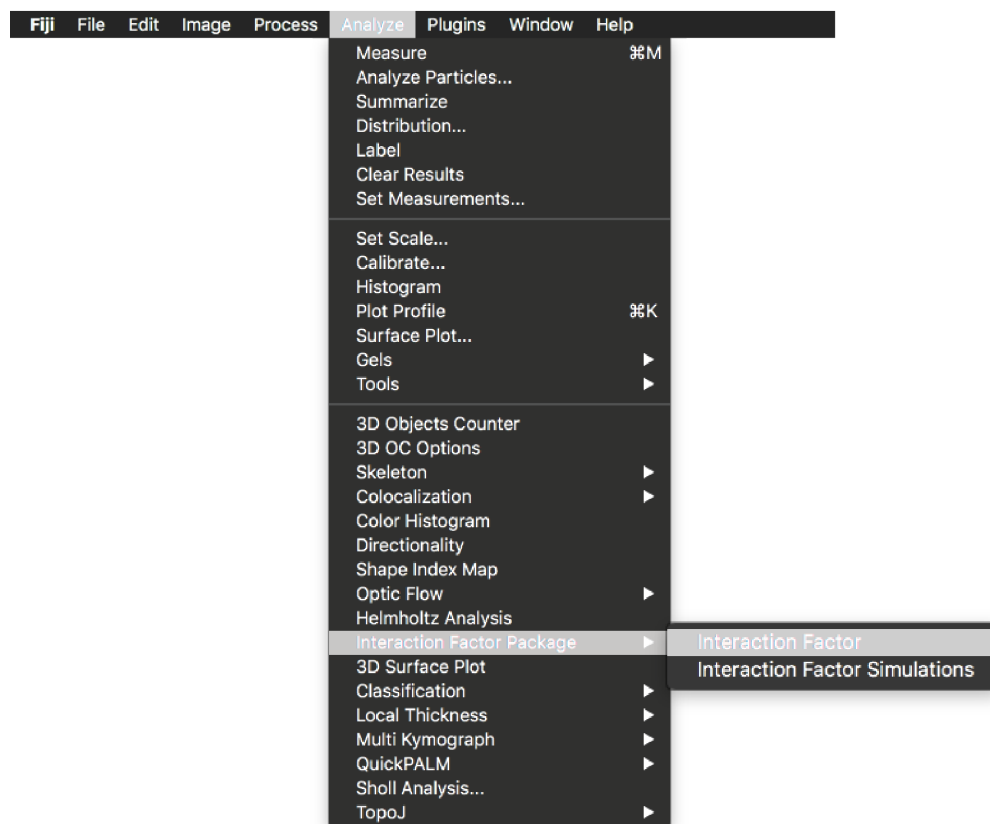 Fiji File Edit Image Process Analyze Plugins Window Help
Measure ⌘M
Analyze Particles...
Summarize
Distribution...
Label
Clear Results
Set Measurements...
Set Scale...
Calibrate...
Histogram
Plot Profile ⌘K
Surface Plot...
Gels
Tools
3D Objects Counter
3D OC Options
Skeleton
Colocalization
Color Histogram
Directionality
Shape Index Map
Optic Flow
Helmholtz Analysis
Interaction Factor Package
Interaction Factor
3D Surface Plot
Interaction Factor Simulations
Classification
Local Thickness
Multi Kymograph
QuickPALM
Sholl Analysis...
TopoJ